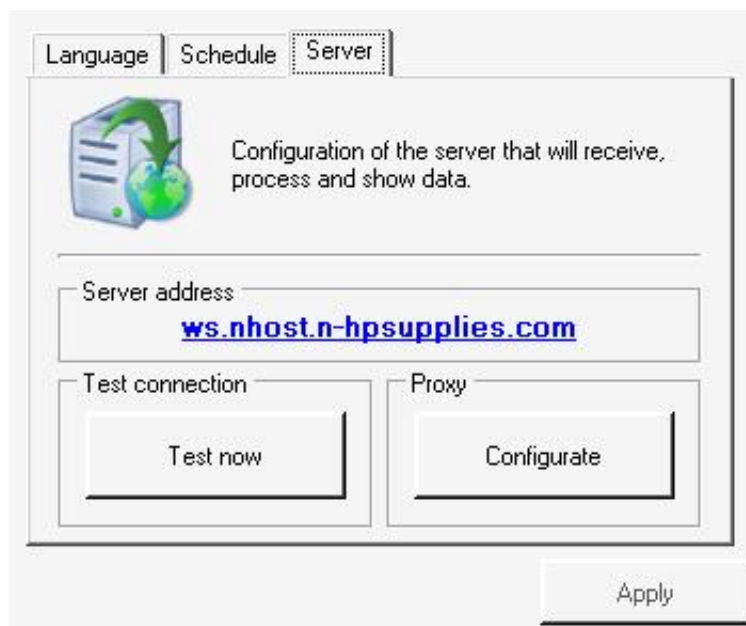 Language Schedule Server
Configuration of the server that will receive,
process and show data.
Server address
ws.nhost.n-hpsupplies.com
Test connection Proxy
Test now Configurate
Apply